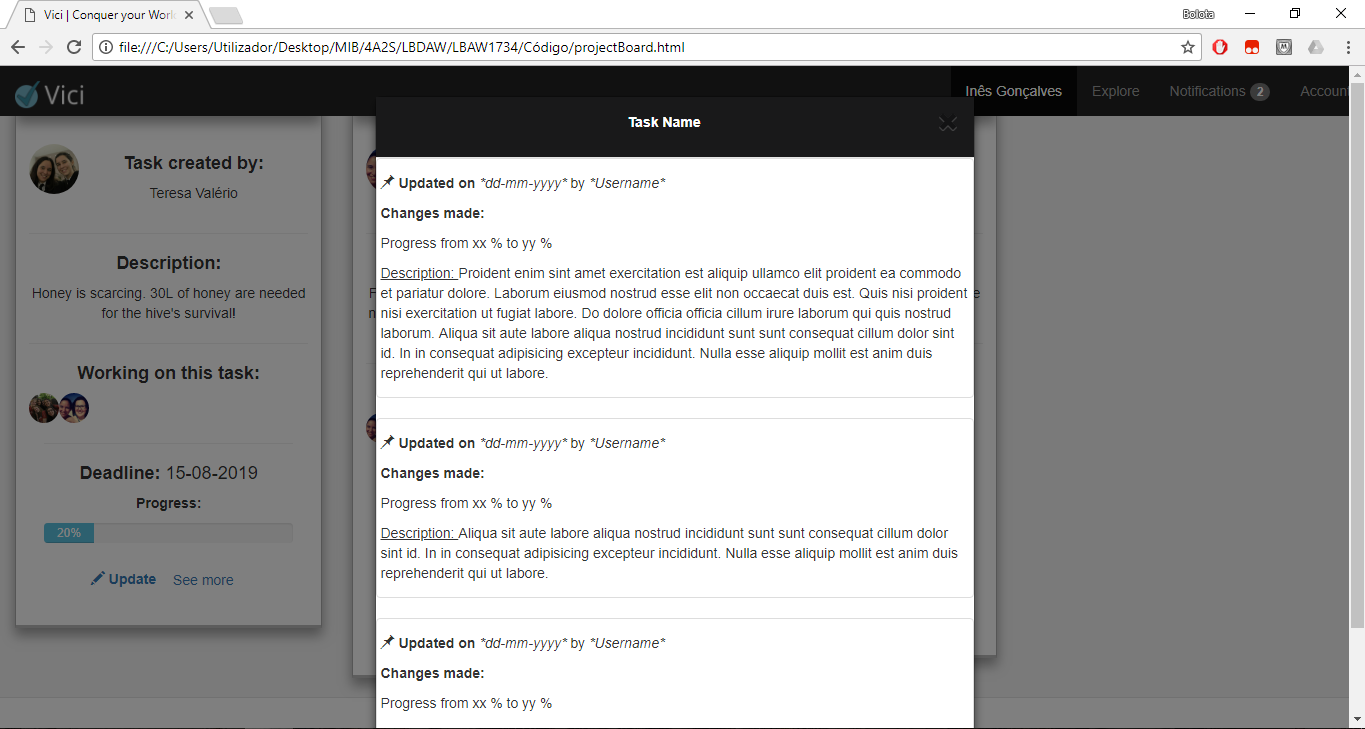 Vici | Conquer your Worl
Bolota
file:///C:/Users/Utilizador/Desktop/MIB/4A2S/LBDAW/LBAW1734/Código/projectBoard.html
Vici
Inês Gonçalves
Explore
Notifications 2
Account
Task created by:
Teresa Valério
Description:
Honey is scarcing. 30L of honey are needed
for the hive's survival!
Working on this task:
Deadline: 15-08-2019
Progress:
20%
Update See more
Task Name
Updated on *dd-mm-yyyy* by *Username*
Changes made:
Progress from xx % to yy %
Description: Proident enim sint amet exercitation est aliquip ullamco elit proident ea commodo
et pariatur dolore. Laborum eiusmod nostrud esse elit non occaecat duis est. Quis nisi proident
nisi exercitation ut fugiat labore. Do dolore officia officia cillum irure laborum qui quis nostrud
laborum. Aliqua sit aute labore aliqua nostrud incididunt sunt sunt consequat cillum dolor sint
id. In in consequat adipisicing excepteur incididunt. Nulla esse aliquip mollit est anim duis
reprehenderit qui ut labore.
Updated on *dd-mm-yyyy* by *Username*
Changes made:
Progress from xx % to yy %
Description: Aliqua sit aute labore aliqua nostrud incididunt sunt sunt consequat cillum dolor
sint id. In in consequat adipisicing excepteur incididunt. Nulla esse aliquip mollit est anim duis
reprehenderit qui ut labore.
Updated on *dd-mm-yyyy* by *Username*
Changes made:
Progress from xx % to yy %